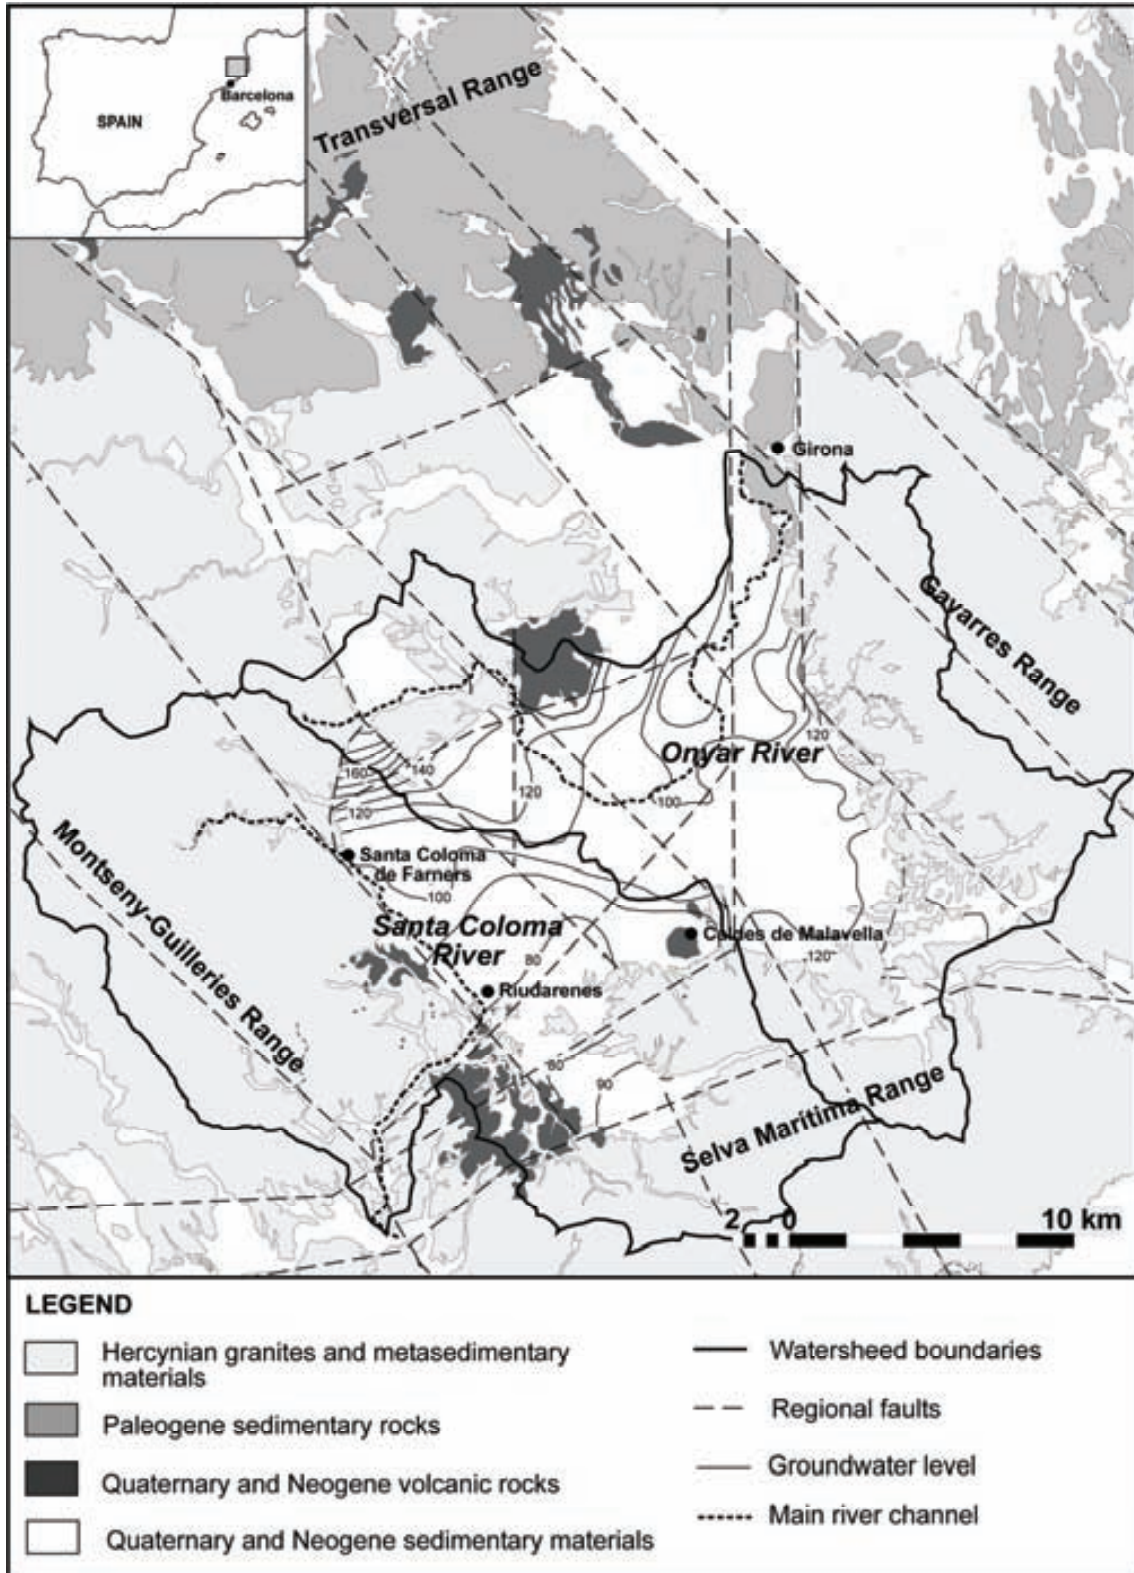 Barcelona
SPAIN
Transversal Range
Girona
Gavarres Range
120
Onyar River
160
140
120
120
100
Santa Coloma
de Farners
100
Montseny-Guilleries Range
Santa Coloma
River
Caldes de Malavella
120
80
Riudarenes
80
90
Selva Marítima Range
2 0 10 km
LEGEND
Hercynian granites and metasedimentary
materials
Paleogene sedimentary rocks
Quaternary and Neogene volcanic rocks
Quaternary and Neogene sedimentary materials
Watersheed boundaries
Regional faults
Groundwater level
Main river channel